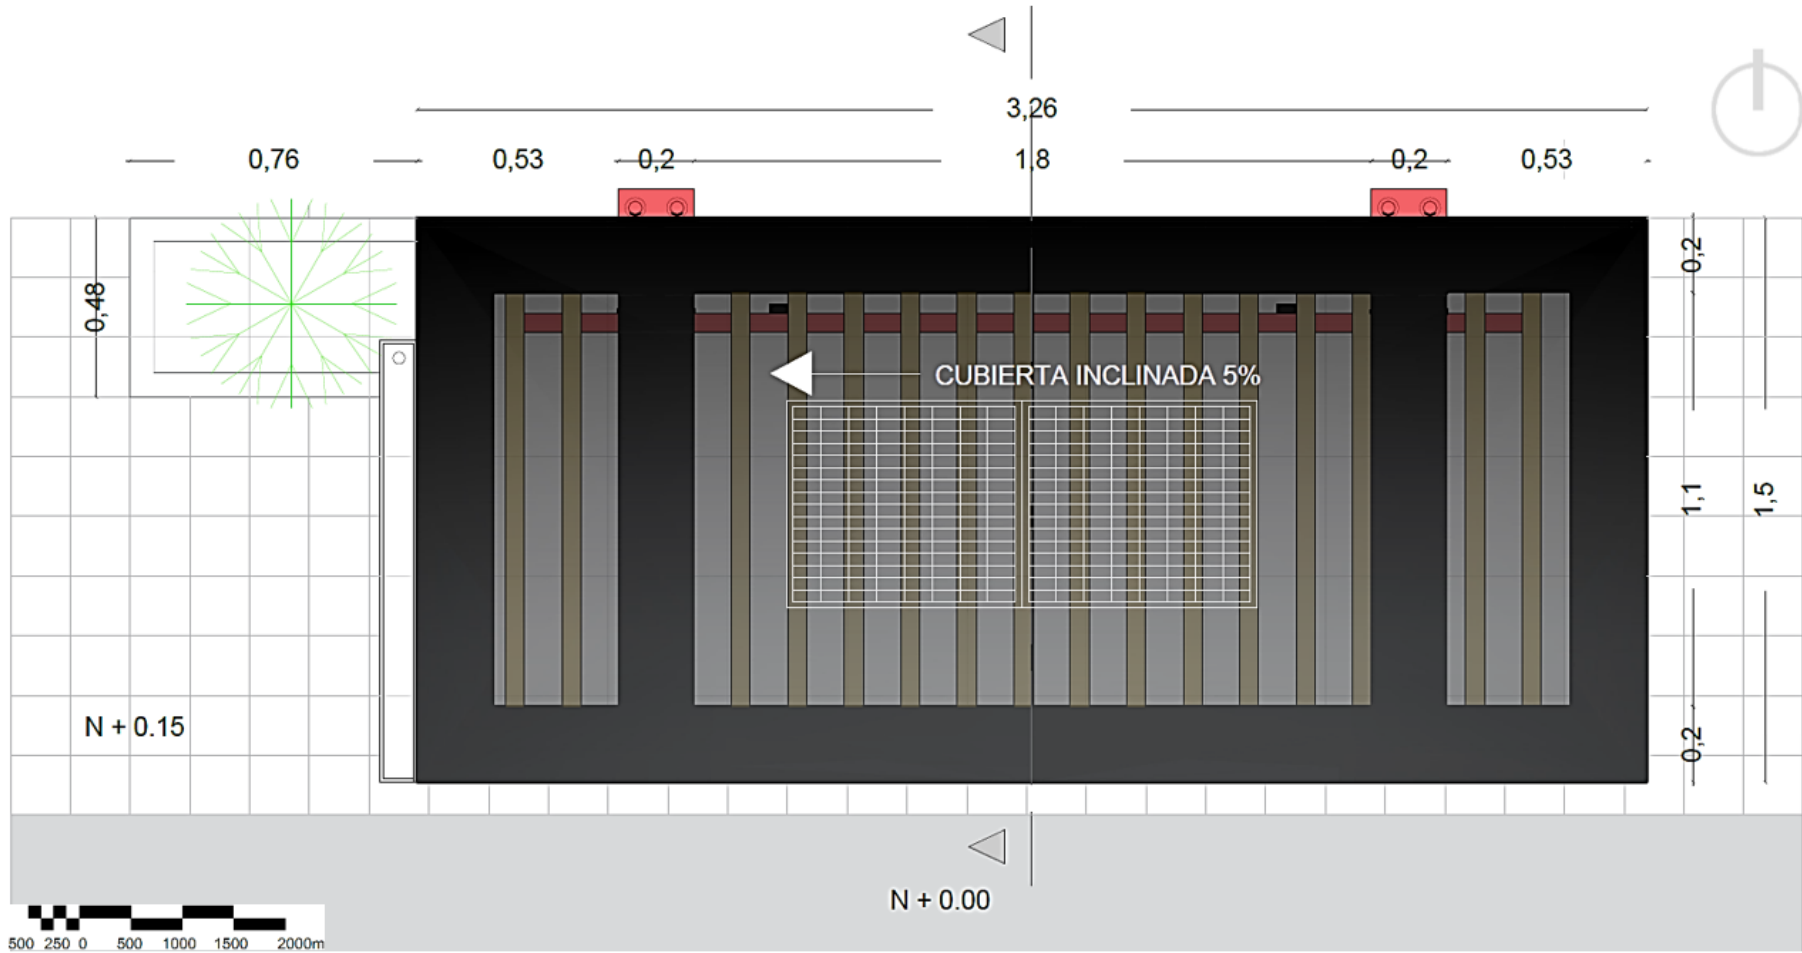 3,26
0,76 0,53 0,2 1,8 0,2 0,53
0,2
0,48
CUBIERTA INCLINADA 5%
1,1
1,5
N + 0.15
0,2
N + 0.00
500 250 0 500 1000 1500 2000m